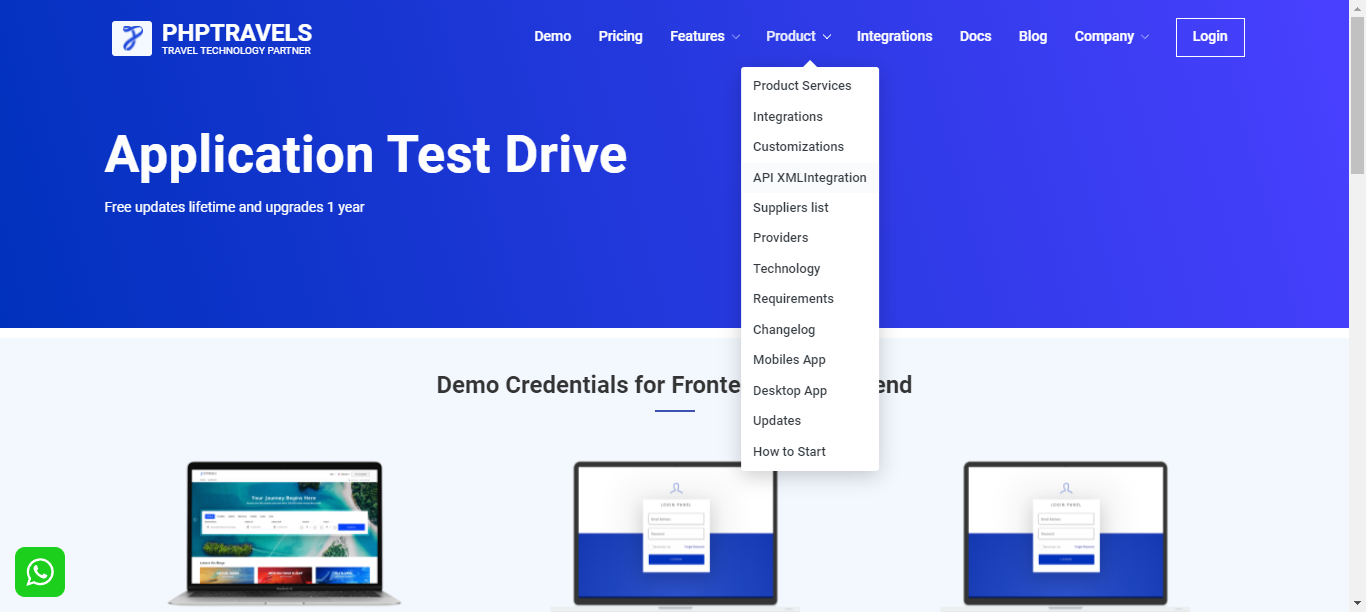 PHPTRAVELS
TRAVEL TECHNOLOGY PARTNER
Demo Pricing Features Product Integrations Docs Blog Company Login
Product Services
Integrations
Customizations
API XMLIntegration
Suppliers list
Providers
Technology
Requirements
Changelog
Mobiles App
Desktop App
Updates
How to Start
Application Test Drive
Free updates lifetime and upgrades 1 year
Demo Credentials for Fronte end
Your Journey Begins Here
LOGIN PANEL
LOGIN PANEL